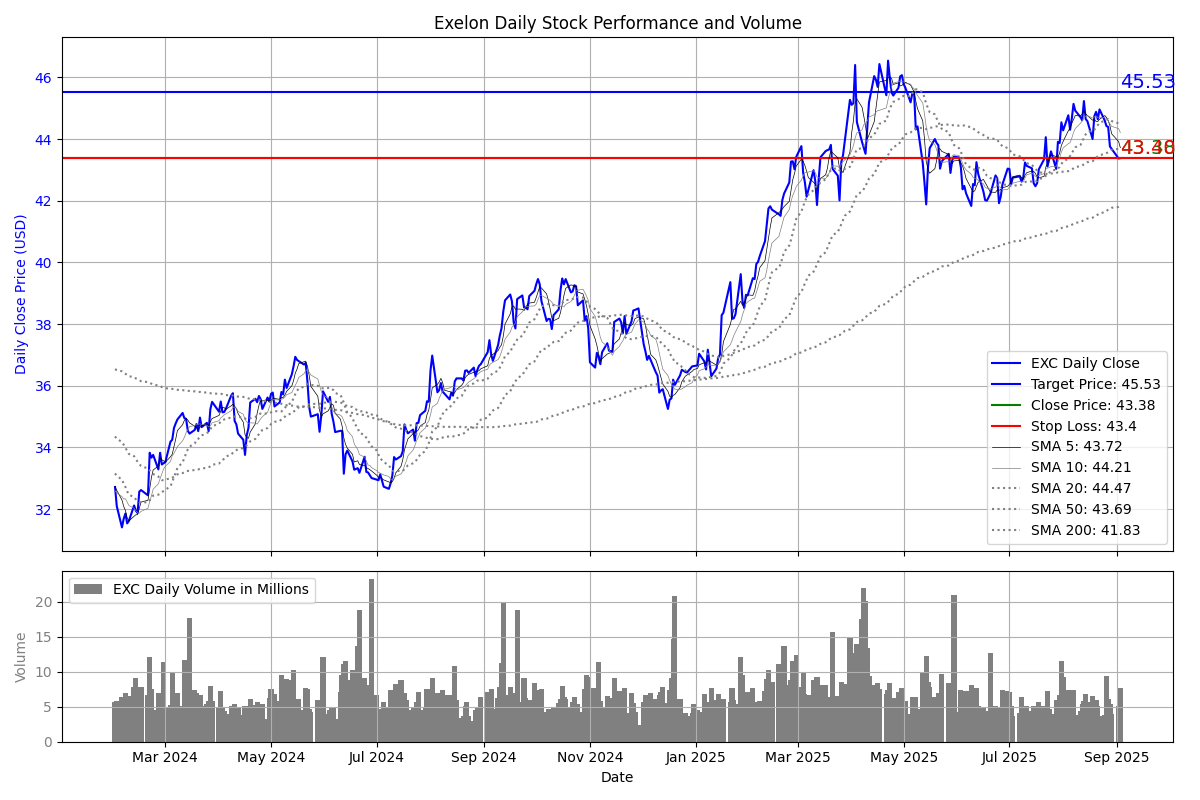 Exelon Daily Stock Performance and Volume
Daily Close Price (USD)
46
44
42
40
38
36
34
32
45.53
43.40
EXC Daily Close
Target Price: 45.53
Close Price: 43.38
Stop Loss: 43.4
SMA 5: 43.72
SMA 10: 44.21
SMA 20: 44.47
SMA 50: 43.69
SMA 200: 41.83
Volume
20
15
10
5
0
EXC Daily Volume in Millions
Mar 2024
May 2024
Jul 2024
Sep 2024
Nov 2024
Jan 2025
Mar 2025
May 2025
Jul 2025
Sep 2025
Date